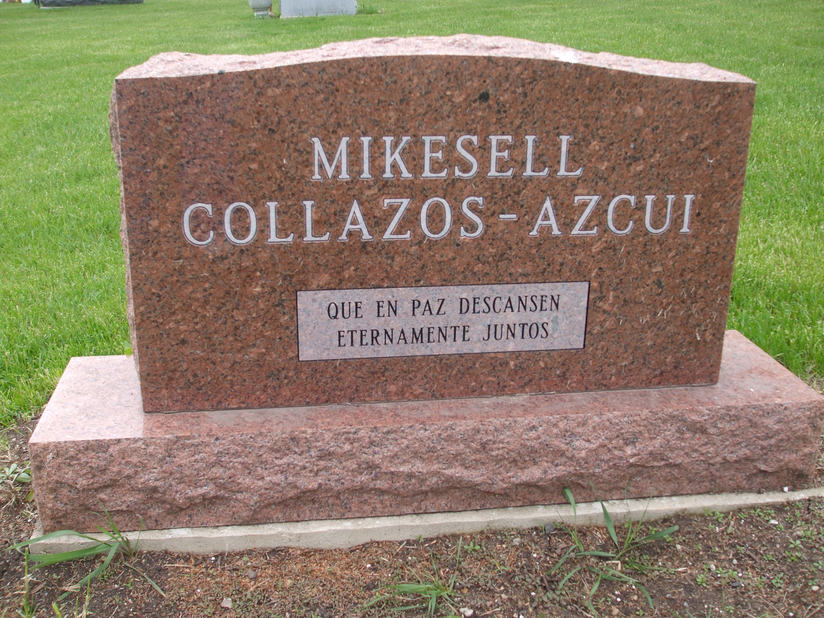 MIKESELL
COLLAZOS-AZCUI
QUE EN PAZ DESCANSEN
ETERNAMENTE JUNTOS